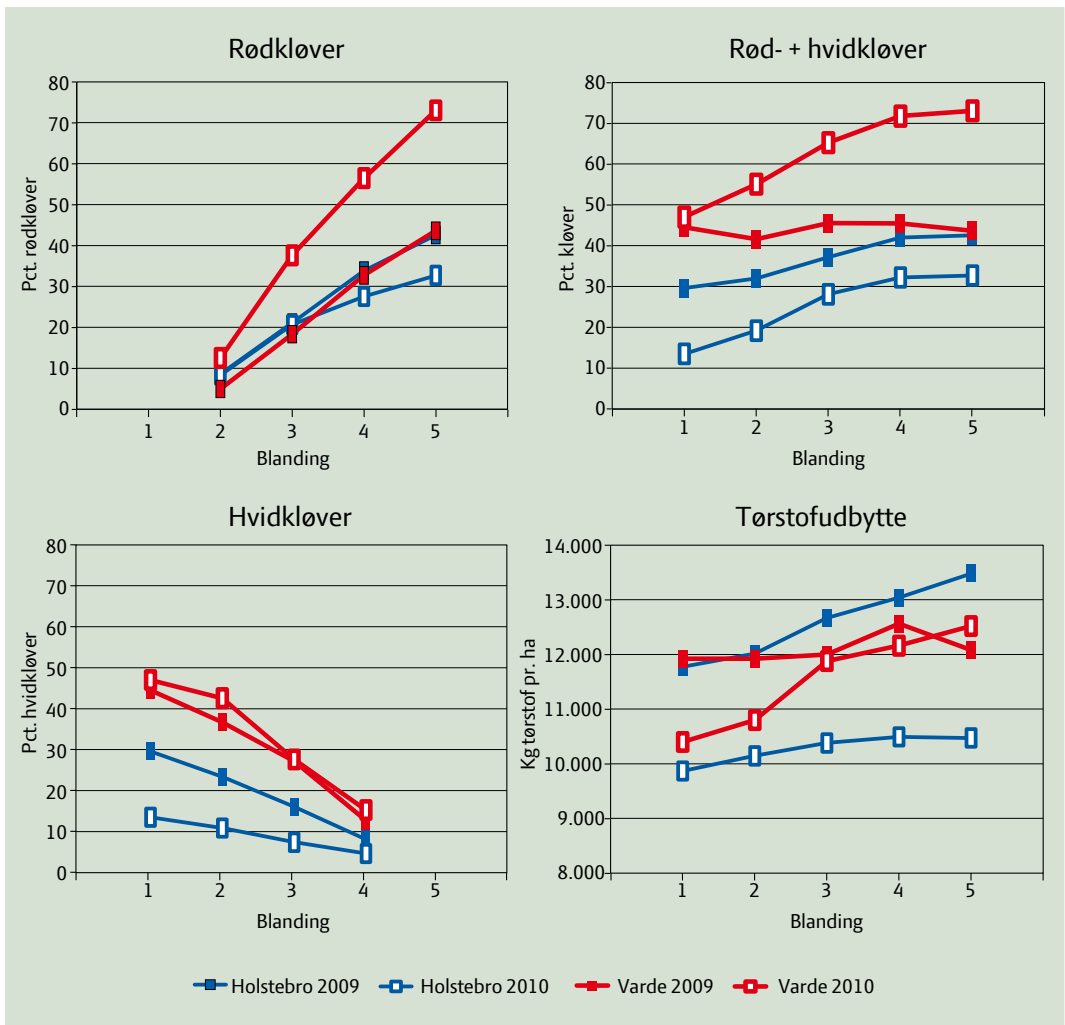 Rødkløver
Pct. rødkløver
80
70
60
50
40
30
20
10
0
1 2 3 4 5
Blanding
Rød- + hvidkløver
Pct. kløver
80
70
60
50
40
30
20
10
0
1 2 3 4 5
Blanding
Hvidkløver
Pct. hvidkløver
80
70
60
50
40
30
20
10
0
1 2 3 4 5
Blanding
Tørstofudbytte
Kg tørstof pr. ha
14.000
13.000
12.000
11.000
10.000
9.000
8.000
1 2 3 4 5
Blanding
Holstebro 2009 Holstebro 2010 Varde 2009 Varde 2010